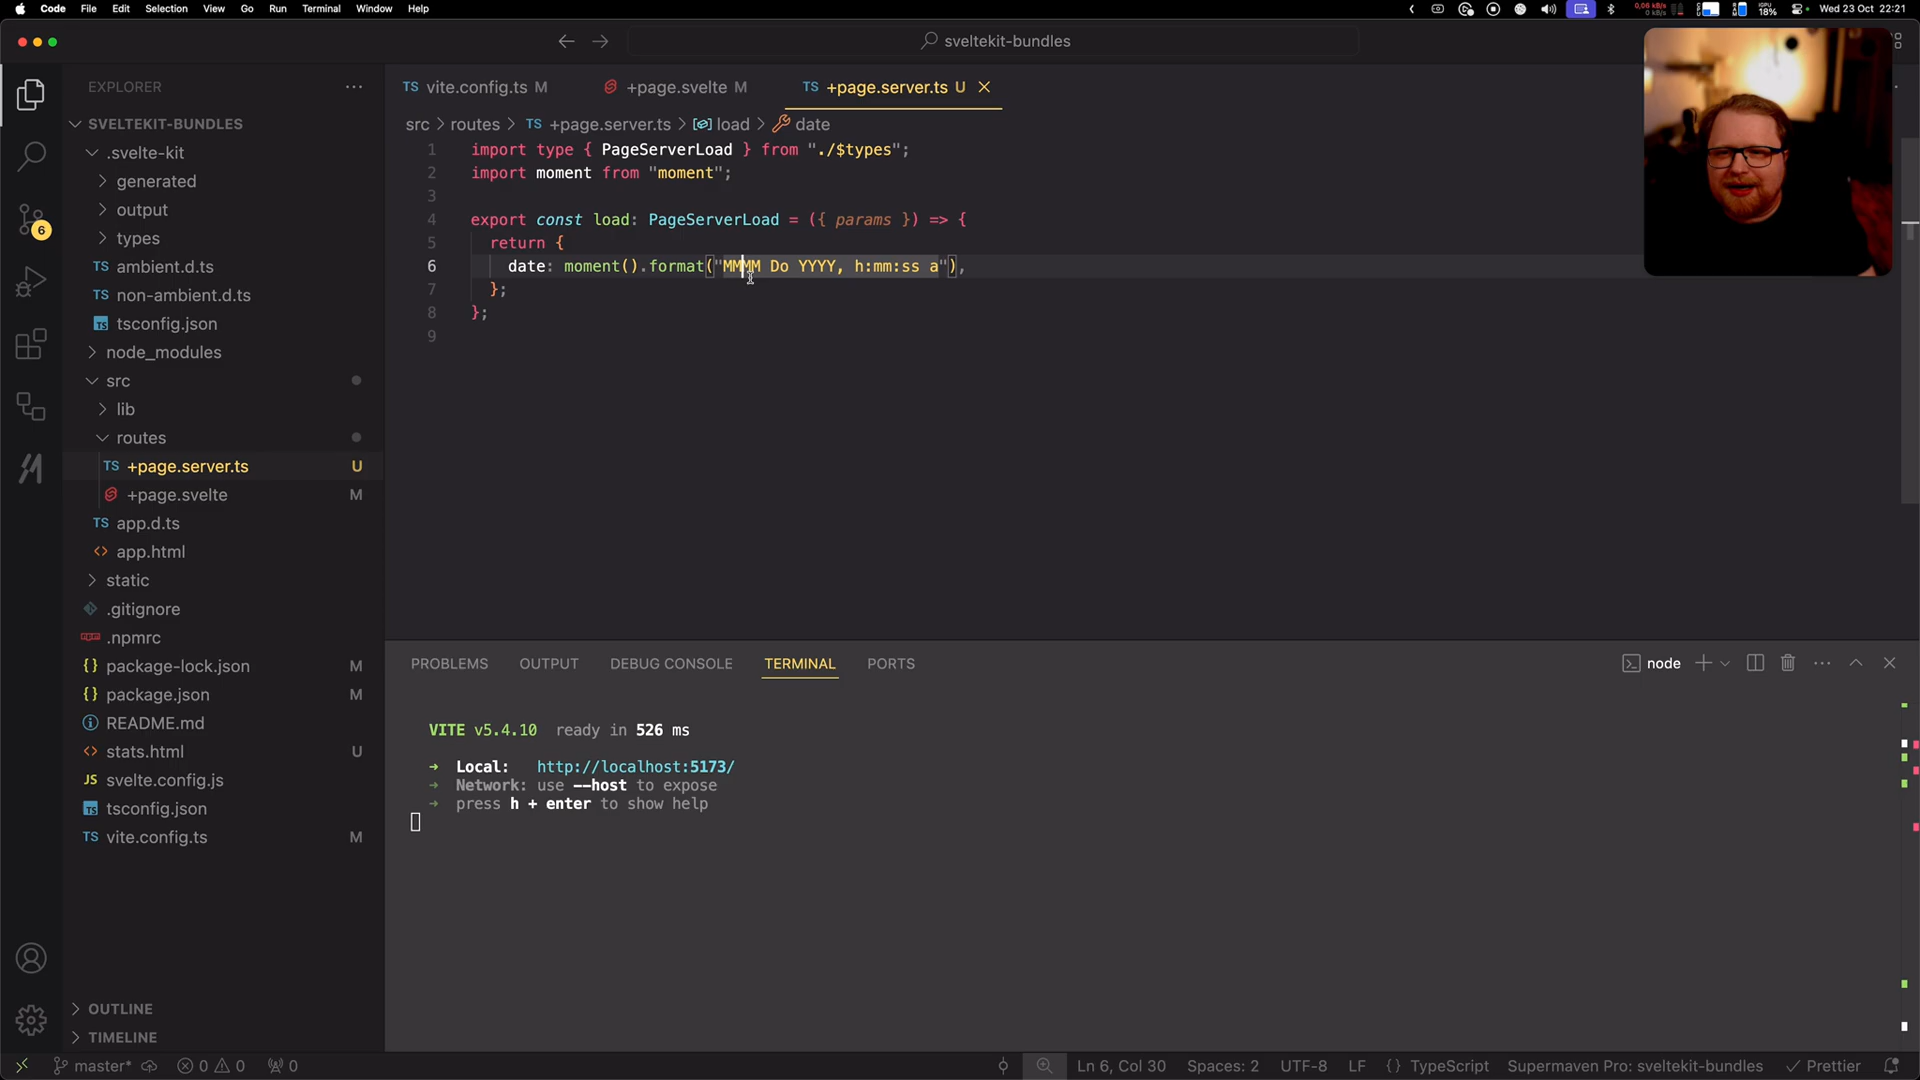 Code File Edit Selection View Go Run Terminal Window Help
0,06 kB/s
0 kB/s
18% Wed 23 Oct 22:21
sveltekit-bundles
EXPLORER
SVELTEKIT-BUNDLES
.svelte-kit
generated
output
types
ambient.d.ts
non-ambient.d.ts
tsconfig.json
node_modules
src
lib
routes
TS +page.server.ts U
+page.svelte M
TS app.d.ts
<> app.html
static
.gitignore
.npmrc
{} package-lock.json M
{} package.json M
README.md
<> stats.html U
JS svelte.config.js
TS tsconfig.json
TS vite.config.ts M
OUTLINE
TIMELINE
6
TS vite.config.ts M +page.svelte M TS +page.server.ts U
src > routes > TS +page.server.ts > load > date
1 import type { PageServerLoad } from "./$types";
2 import moment from "moment";
3
4 export const load: PageServerLoad = ({ params }) => {
5 return {
6 date: moment().format("MMMM Do YYYY, h:mm:ss a"),
7 };
8 };
9
PROBLEMS OUTPUT DEBUG CONSOLE TERMINAL PORTS
node
VITE v5.4.10 ready in 526 ms
➜ Local: http://localhost:5173/
➜ Network: use --host to expose
➜ press h + enter to show help
master* 0 0 0
Ln 6, Col 30 Spaces: 2 UTF-8 LF {} TypeScript Supermaven Pro: sveltekit-bundles Prettier